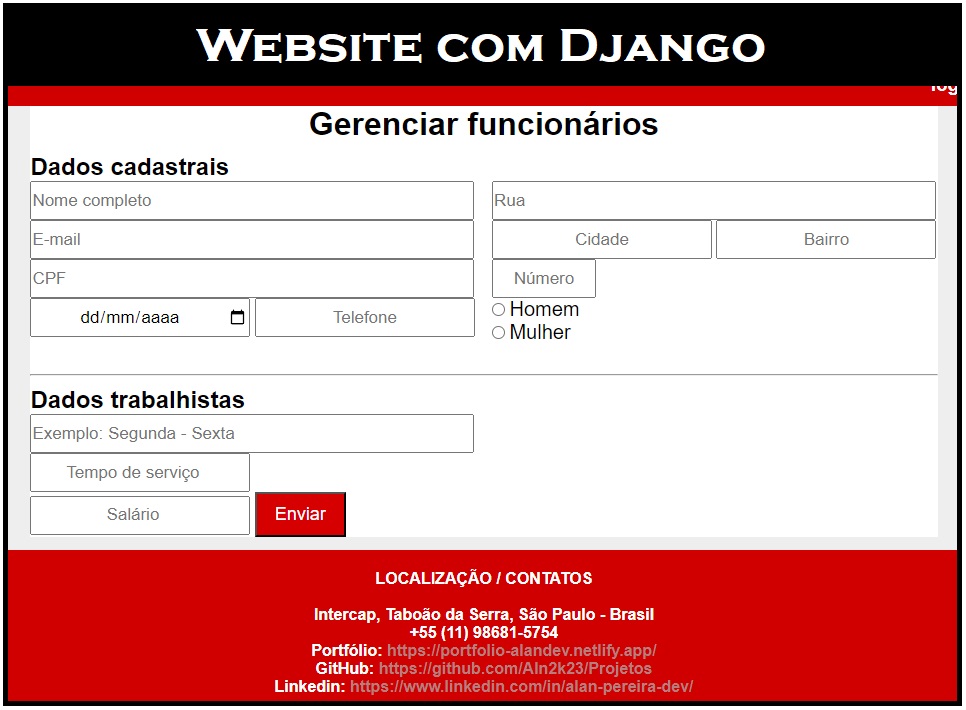 Website com Django
log
Gerenciar funcionários
Dados cadastrais
Nome completo
Rua
E-mail
Cidade
Bairro
CPF
Número
dd/mm/aaaa
Telefone
Homem
Mulher
Dados trabalhistas
Exemplo: Segunda - Sexta
Tempo de serviço
Salário
Enviar
LOCALIZAÇÃO / CONTATOS
Intercap, Taboão da Serra, São Paulo - Brasil
+55 (11) 98681-5754
Portfólio: https://portfolio-alandev.netlify.app/
GitHub: https://github.com/Aln2k23/Projetos
Linkedin: https://www.linkedin.com/in/alan-pereira-dev/